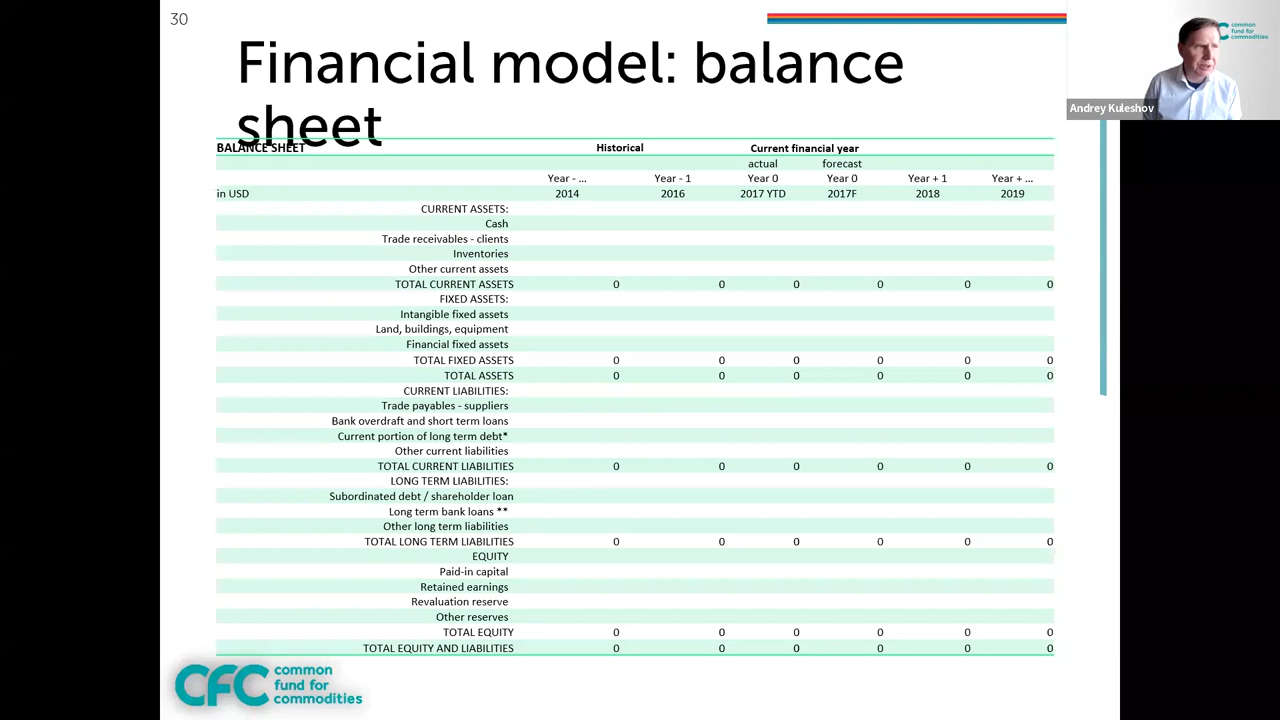 30
Financial model: balance
sheet
common
fund for
commodities
Andrey Kuleshov
BALANCE SHEET Historical Current financial year
actual forecast
Year - ... Year - 1 Year 0 Year 0 Year + 1 Year + ...
in USD 2014 2016 2017 YTD 2017F 2018 2019
CURRENT ASSETS:
Cash
Trade receivables - clients
Inventories
Other current assets
TOTAL CURRENT ASSETS 0 0 0 0 0 0
FIXED ASSETS:
Intangible fixed assets
Land, buildings, equipment
Financial fixed assets
TOTAL FIXED ASSETS 0 0 0 0 0 0
TOTAL ASSETS 0 0 0 0 0 0
CURRENT LIABILITIES:
Trade payables - suppliers
Bank overdraft and short term loans
Current portion of long term debt*
Other current liabilities
TOTAL CURRENT LIABILITIES 0 0 0 0 0 0
LONG TERM LIABILITIES:
Subordinated debt / shareholder loan
Long term bank loans **
Other long term liabilities
TOTAL LONG TERM LIABILITIES 0 0 0 0 0 0
EQUITY
Paid-in capital
Retained earnings
Revaluation reserve
Other reserves
TOTAL EQUITY 0 0 0 0 0 0
TOTAL EQUITY AND LIABILITIES 0 0 0 0 0 0
CFC common
fund for
commodities